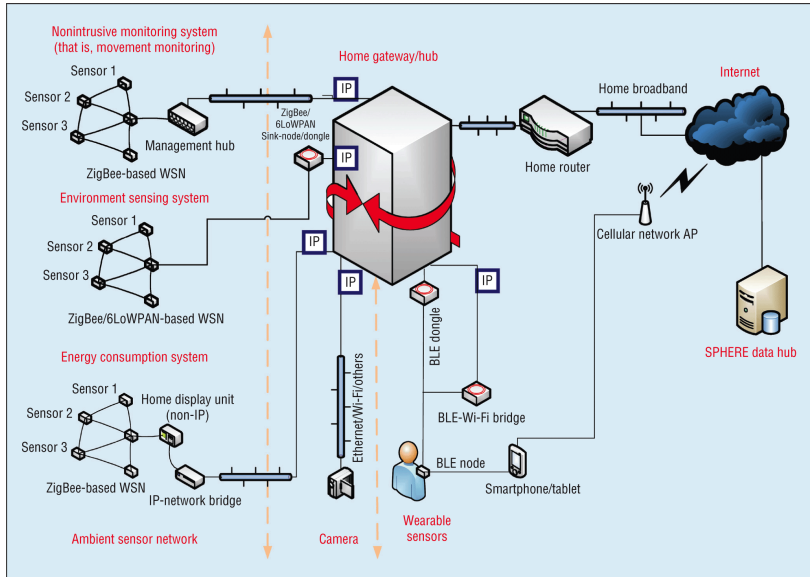 Nonintrusive monitoring system
(that is, movement monitoring)
Sensor 1
Sensor 2
Sensor 3
Management hub
ZigBee-based WSN
Environment sensing system
Sensor 1
Sensor 2
Sensor 3
ZigBee/6LoWPAN-based WSN
Energy consumption system
Sensor 1
Sensor 2
Sensor 3
Home display unit
(non-IP)
ZigBee-based WSN
IP-network bridge
Ambient sensor network
Home gateway/hub
IP
ZigBee/
6LoWPAN
Sink-node/dongle
IP
IP
IP
IP
Ethernet/Wi-Fi/others
Camera
BLE dongle
BLE-Wi-Fi bridge
BLE node
Wearable
sensors
Smartphone/tablet
Home router
Home broadband
Internet
Cellular network AP
SPHERE data hub